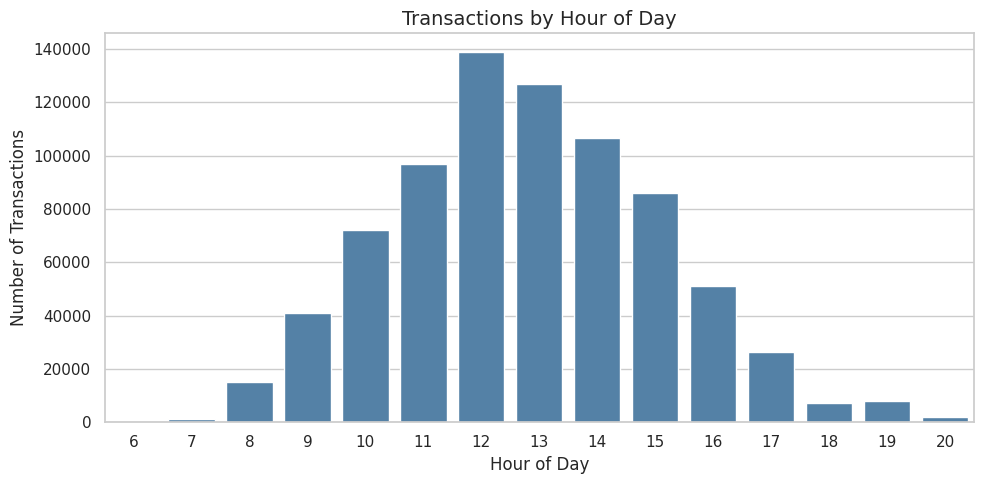 Transactions by Hour of Day
Number of Transactions
140000
120000
100000
80000
60000
40000
20000
0
6 7 8 9 10 11 12 13 14 15 16 17 18 19 20
Hour of Day